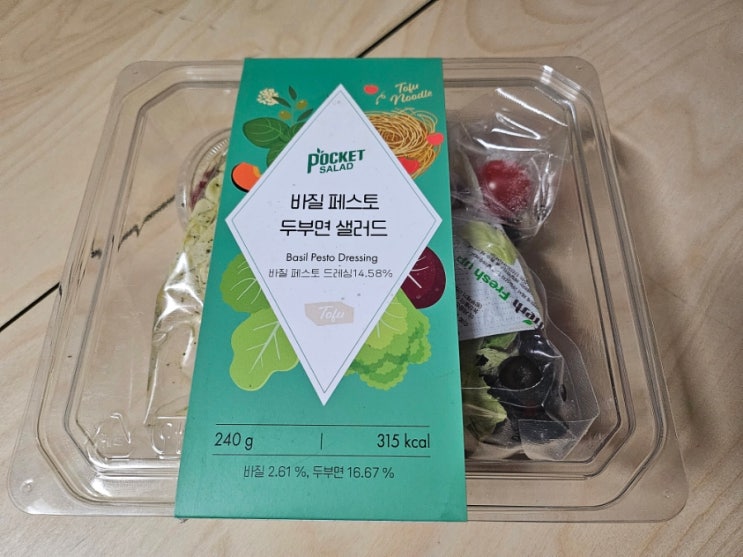 Tofu
Noodle
POCKET
SALAD
바질 페스토
두부면 샐러드
Basil Pesto Dressing
바질 페스토 드레싱14.58%
Tofu
240 g | 315 kcal
바질 2.61 %, 두부면 16.67 %
Fresh up